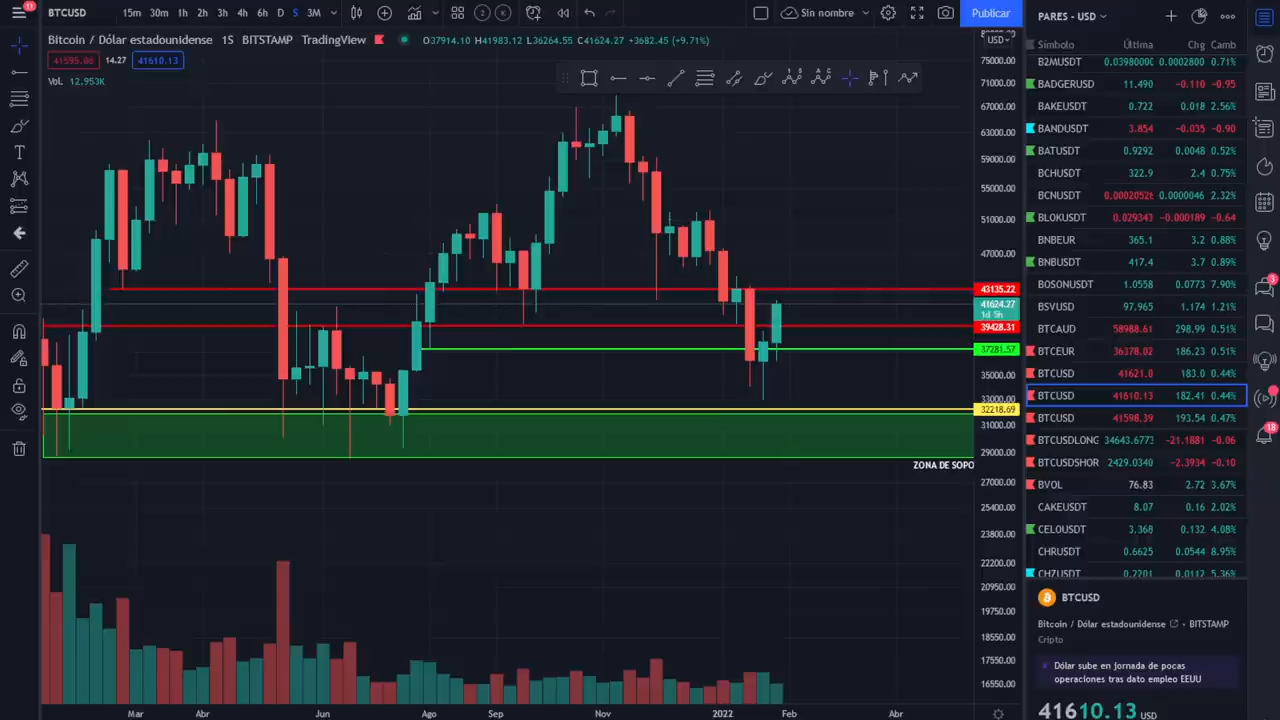 11
BTCUSD 15m 30m 1h 2h 3h 4h 6h D S 3M 2 K Sin nombre Publicar
Bitcoin / Dólar estadounidense 1S BITSTAMP TradingView O37914.10 H41983.12 L36264.55 C41624.27 +3682.45 (+9.71%)
41595.86 14.27 41610.13
Vol. 12.953K
USD
75000.00
71000.00
67000.00
63000.00
59000.00
55000.00
51000.00
47000.00
43135.22
41624.27
1d 5h
39428.31
37281.57
35000.00
33000.00
32218.69
31000.00
29000.00
ZONA DE SOPO
27000.00
25400.00
23800.00
22200.00
20950.00
19750.00
18550.00
17550.00
16550.00
Mar Abr Jun Ago Sep Nov 2022 Feb Abr
PARES - USD
Símbolo Última Chg Camb
B2MUSDT 0.0398000 0.0002800 0.71%
BADGERUSD 11.490 -0.110 -0.95
BAKEUSDT 0.722 0.018 2.56%
BANDUSDT 3.854 -0.035 -0.90
BATUSDT 0.9292 0.0048 0.52%
BCHUSDT 322.9 2.4 0.75%
BCNUSDT 0.0002052 0.0000046 2.32%
BLOKUSDT 0.029343 -0.000189 -0.64
BNBEUR 365.1 3.2 0.88%
BNBUSDT 417.4 3.7 0.89%
BOSONUSDT 1.0558 0.0773 7.90%
BSVUSD 97.965 1.174 1.21%
BTCAUD 58988.61 298.99 0.51%
BTCEUR 36378.02 186.23 0.51%
BTCUSD 41621.0 183.0 0.44%
BTCUSD 41610.13 182.41 0.44%
BTCUSD 41598.39 193.54 0.47%
BTCUSDLONG 34643.6773 -21.1881 -0.06
BTCUSDSHOR 2429.0340 -2.3934 -0.10
BVOL 76.83 2.72 3.67%
CAKEUSDT 8.07 0.16 2.02%
CELOUSDT 3.368 0.132 4.08%
CHRUSDT 0.6625 0.0544 8.95%
CHZUSDT 0.2201 0.0112 5.36%
BTCUSD
Bitcoin / Dólar estadounidense • BITSTAMP
Cripto
Dólar sube en jornada de pocas
operaciones tras dato empleo EEUU
41610.13 USD
3
18